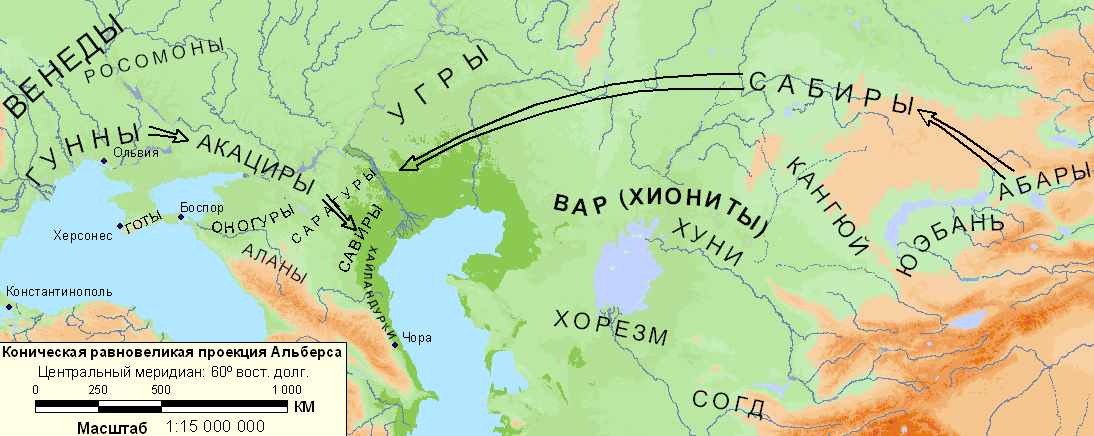 ВЕНЕДЫ
РОСОМОНЫ
УГРЫ
САБИРЫ
ГУННЫ
Ольвия
АКАЦИРЫ
АБАРЫ
КАНГЮЙ
ЮЭБАНЬ
ВАР (ХИОНИТЫ)
ХУНИ
САРАГУРЫ
Боспор
ОНОГУРЫ
ГОТЫ
Херсонес
САВИРЫ
АЛАНЫ
ХАИЛАНДУРКИ
Константинополь
ХОРЕЗМ
Чора
СОГД
Коническая равновеликая проекция Альберса
Центральный меридиан: 60º вост. долг.
0 250 500 1 000
КМ
Масштаб 1:15 000 000